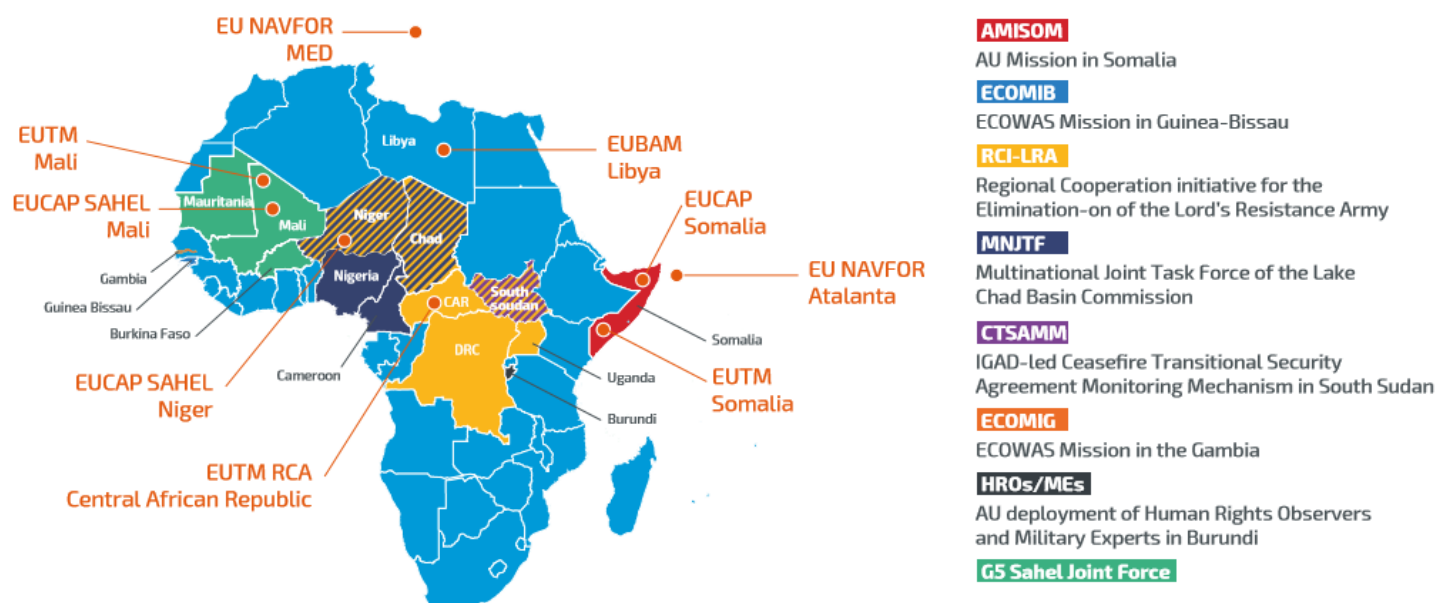 EU NAVFOR
MED
EUTM
Mali
EUCAP SAHEL
Mali
Gambia
Guinea Bissau
Burkina Faso
Cameroon
EUCAP SAHEL
Niger
EUTM RCA
Central African Republic
Libya
Mauritania
Mali
Niger
Chad
Nigeria
CAR
South
soudan
DRC
EUBAM
Libya
EUCAP
Somalia
EU NAVFOR
Atalanta
Somalia
Uganda
EUTM
Somalia
Burundi
AMISOM
AU Mission in Somalia
ECOMIB
ECOWAS Mission in Guinea-Bissau
RCI-LRA
Regional Cooperation initiative for the
Elimination-on of the Lord's Resistance Army
MNJTF
Multinational Joint Task Force of the Lake
Chad Basin Commission
CTSAMM
IGAD-led Ceasefire Transitional Security
Agreement Monitoring Mechanism in South Sudan
ECOMIG
ECOWAS Mission in the Gambia
HROs/MEs
AU deployment of Human Rights Observers
and Military Experts in Burundi
G5 Sahel Joint Force